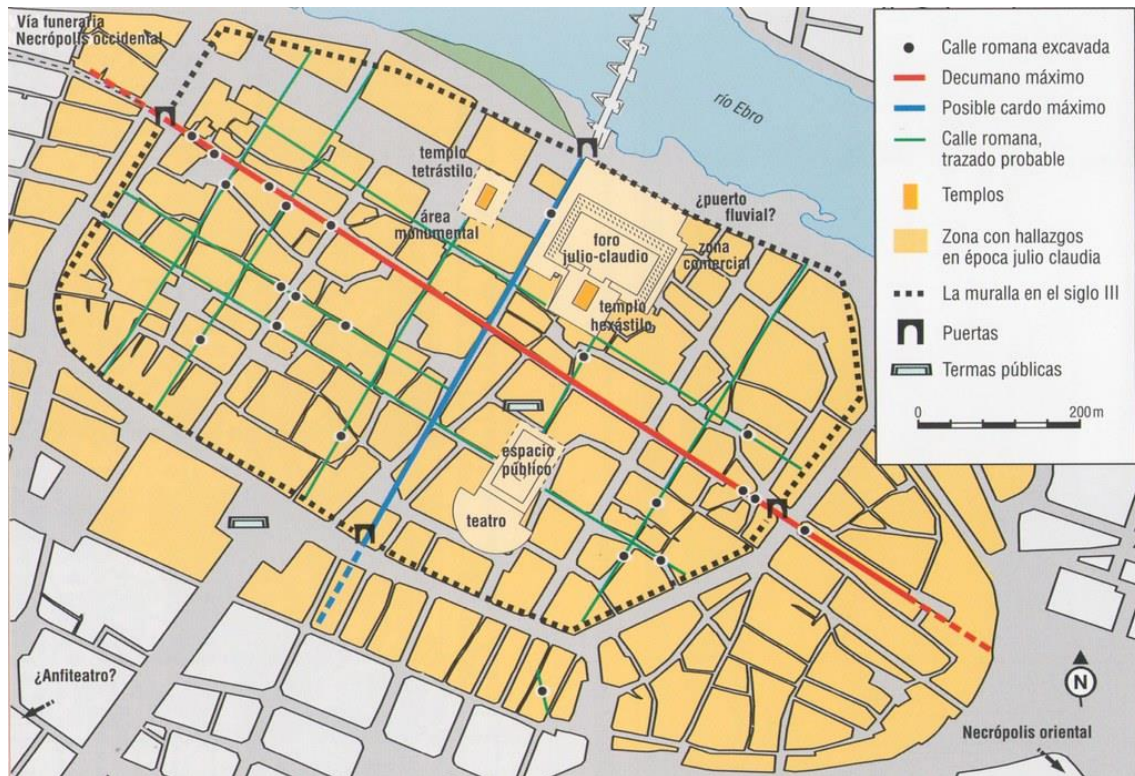 Vía funeraria
Necrópolis occidental
río Ebro
templo
tetrástilo
área
monumental
¿puerto
fluvial?
foro
julio-claudio
zona
comercial
templo
hexástilo
espacio
público
teatro
¿Anfiteatro?
Necrópolis oriental
N
Calle romana excavada
Decumano máximo
Posible cardo máximo
Calle romana,
trazado probable
Templos
Zona con hallazgos
en época julio claudia
La muralla en el siglo III
Puertas
Termas públicas
0 200 m